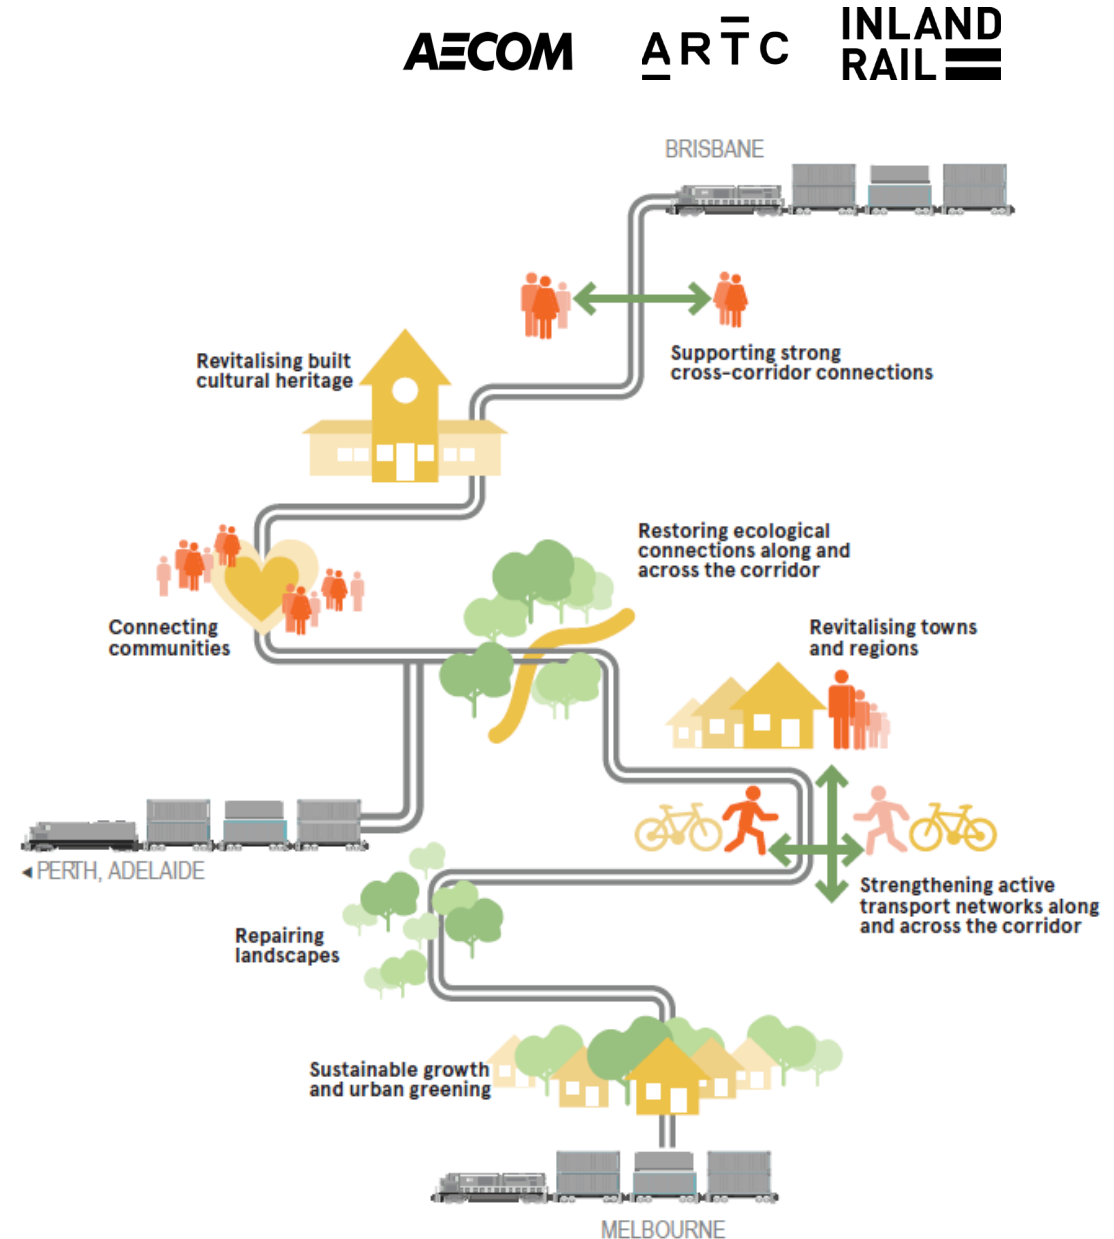 AECOM
ARTC
INLAND
RAIL
BRISBANE
Supporting strong
cross-corridor connections
Revitalising built
cultural heritage
Restoring ecological
connections along and
across the corridor
Connecting
communities
Revitalising towns
and regions
PERTH, ADELAIDE
Strengthening active
transport networks along
and across the corridor
Repairing
landscapes
Sustainable growth
and urban greening
MELBOURNE